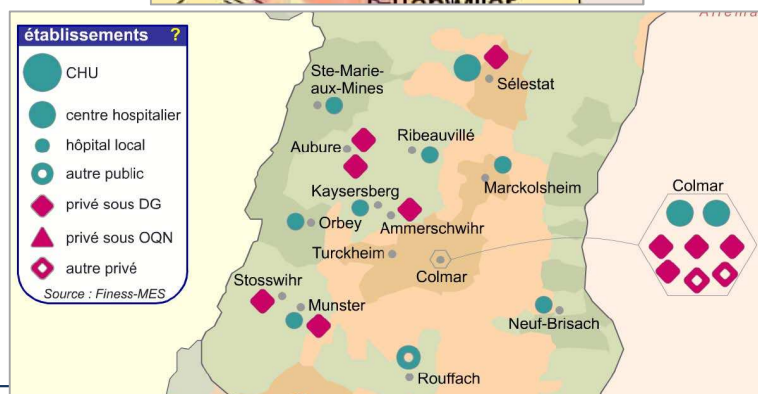 établissements ?
CHU
centre hospitalier
hôpital local
autre public
privé sous DG
privé sous OQN
autre privé
Source : Finess-MES
Ste-Marie-
aux-Mines
Sélestat
Aubure
Ribeauvillé
Marckolsheim
Kaysersberg
Colmar
Orbey
Ammerschwihr
Turckheim
Colmar
Stosswihr
Munster
Neuf-Brisach
Rouffach